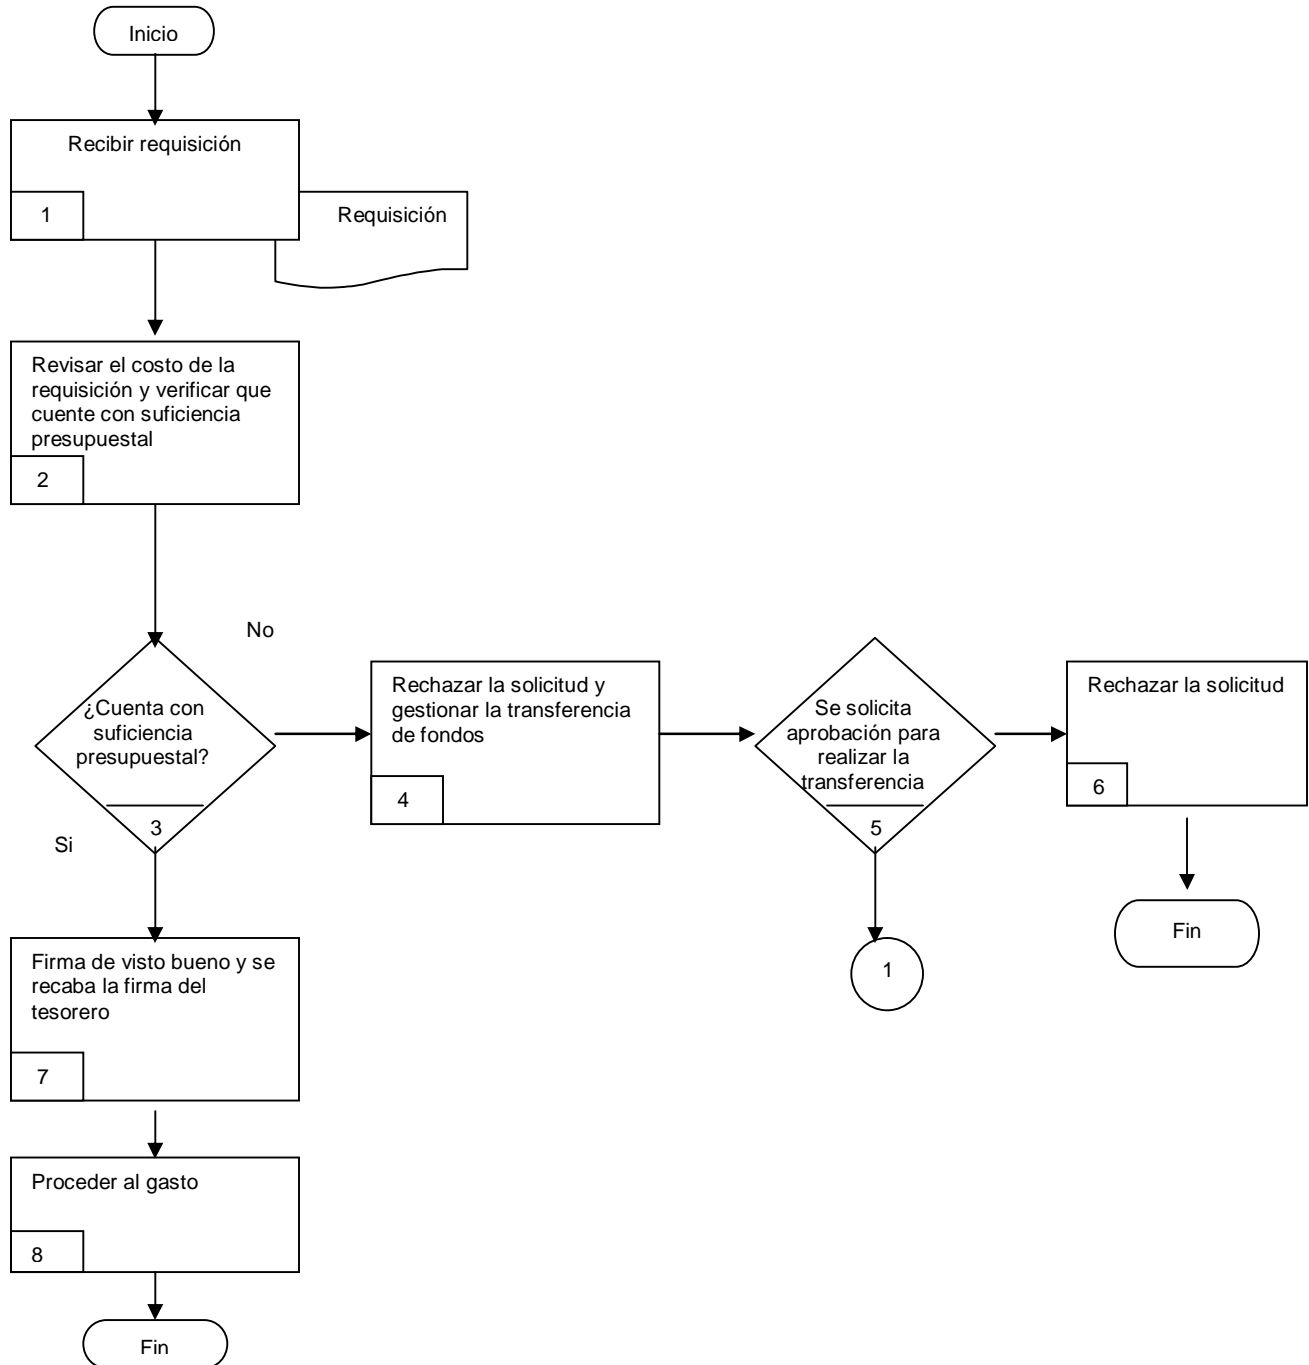 Inicio
Recibir requisición
1
Requisición
Revisar el costo de la
requisición y verificar que
cuente con suficiencia
presupuestal
2
No
¿Cuenta con
suficiencia
presupuestal?
3
Si
Rechazar la solicitud y
gestionar la transferencia
de fondos
4
Se solicita
aprobación para
realizar la
transferencia
5
Rechazar la solicitud
6
Fin
1
Firma de visto bueno y se
recaba la firma del
tesorero
7
Proceder al gasto
8
Fin